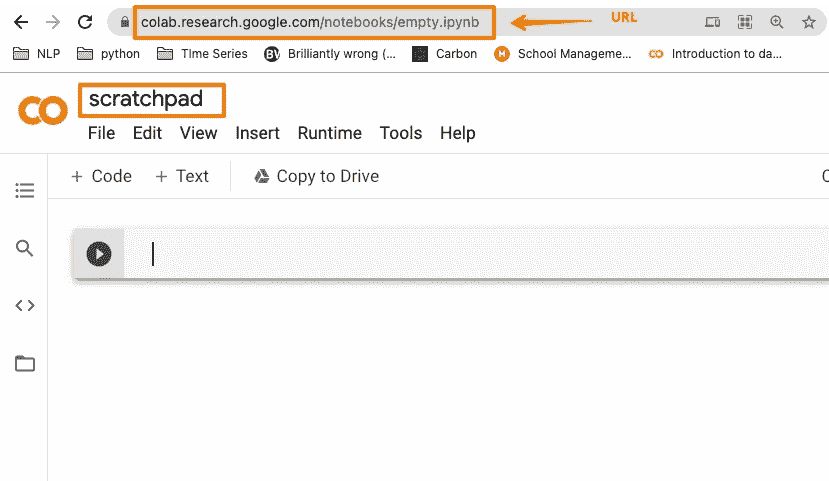 colab.research.google.com/notebooks/empty.ipynb URL
NLP python TIme Series Brilliantly wrong (... Carbon School Manageme... Introduction to da...
scratchpad
File Edit View Insert Runtime Tools Help
+ Code + Text Copy to Drive